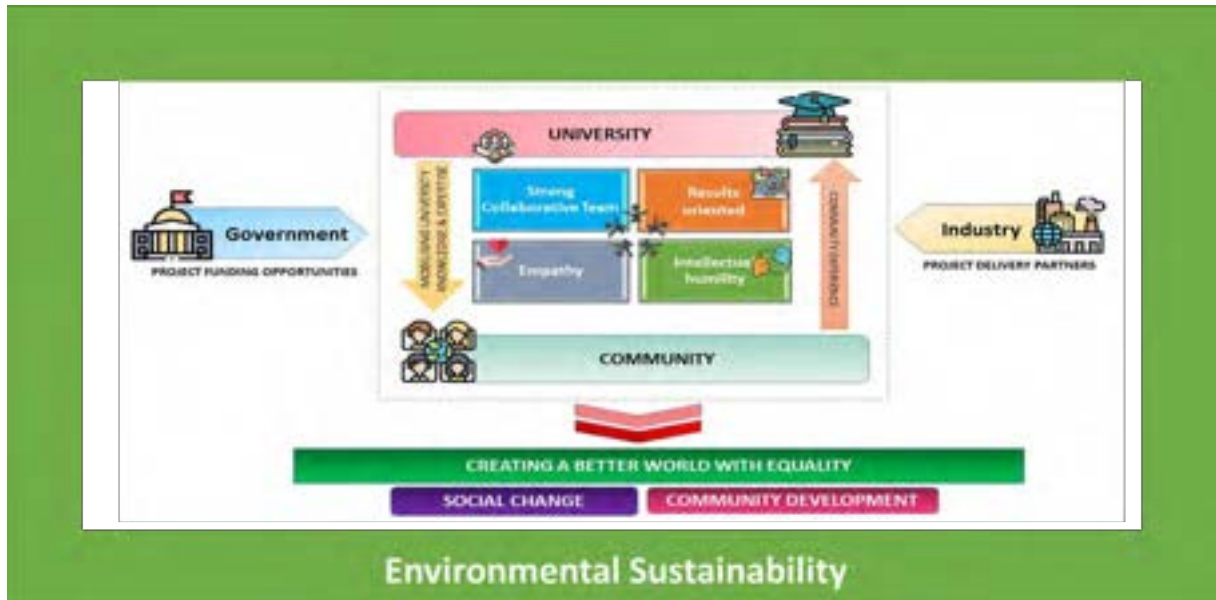 UNIVERSITY
Strong
Collaborative Team
Results
oriented
Government
PROJECT FUNDING OPPORTUNITIES
Industry
PROJECT DELIVERY PARTNERS
Empathy
humility
COMMUNITY
CREATING A BETTER WORLD WITH EQUALITY
SOCIAL CHANGE
COMMUNITY DEVELOPMENT
Environmental Sustainability